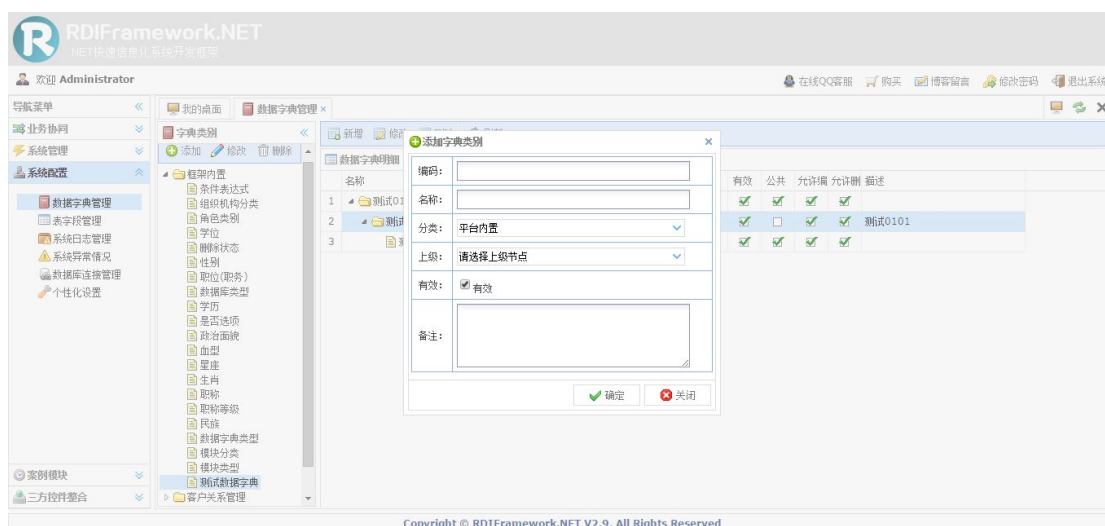 RDIFramework.NET
.NET快速信息化系统开发框架
欢迎 Administrator
在线QQ客服 购买 博客留言 修改密码 退出系统
导航菜单
业务协同
系统管理
系统配置
数据字典管理
表字段管理
系统日志管理
系统异常情况
数据库连接管理
个性化设置
案例模块
三方控件整合
我的桌面 数据字典管理
字典类别
添加 修改 删除
框架内置
条件表达式
组织机构分类
角色类别
学位
删除状态
性别
职位(职务)
数据库类型
学历
是否选项
政治面貌
血型
星座
生肖
职称
职称等级
民族
数据字典类型
模块分类
模块类型
测试数据字典
客户关系管理
新增
数据字典明细
名称 有效 公共 允许编 允许删 描述
1 测试01
2 测试 测试0101
3
添加字典类别
编码:
名称:
分类: 平台内置
上级: 请选择上级节点
有效: 有效
备注:
确定 关闭
Copyright © RDIFramework.NET V2.9. All Rights Reserved